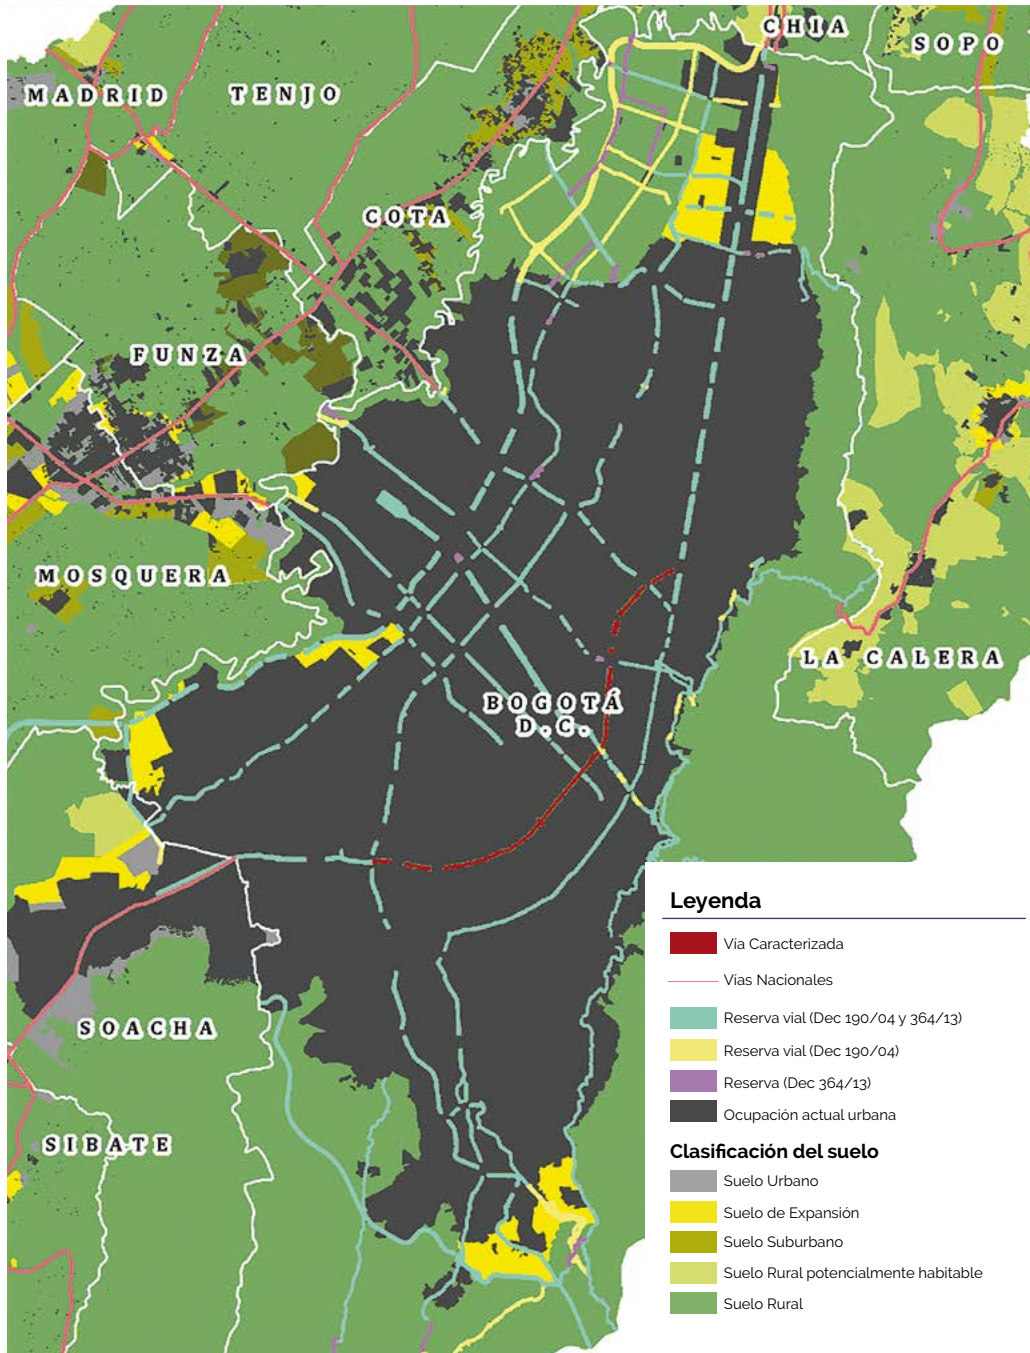 CHIA
SOPO
MADRID
TENJO
COTA
FUNZA
MOSQUERA
LA CALERA
BOGOTÁ
D.C.
SOACHA
SIBATE
Leyenda
Vía Caracterizada
Vías Nacionales
Reserva vial (Dec 190/04 y 364/13)
Reserva vial (Dec 190/04)
Reserva (Dec 364/13)
Ocupación actual urbana
Clasificación del suelo
Suelo Urbano
Suelo de Expansión
Suelo Suburbano
Suelo Rural potencialmente habitable
Suelo Rural